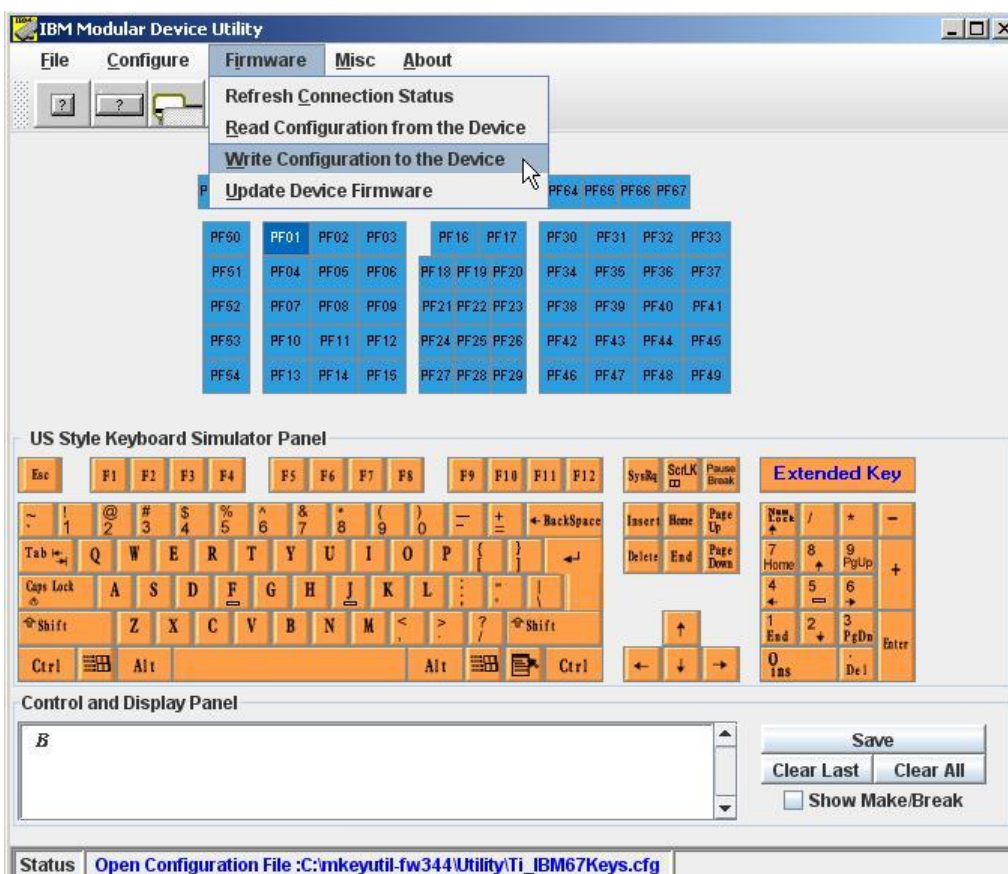 IBM Modular Device Utility
File Configure Firmware Misc About
? ?
Refresh Connection Status
Read Configuration from the Device
Write Configuration to the Device
Update Device Firmware
PF64 PF65 PF66 PF67
PF50 PF01 PF02 PF03 PF16 PF17 PF30 PF31 PF32 PF33
PF51 PF04 PF05 PF06 PF18 PF19 PF20 PF34 PF35 PF36 PF37
PF52 PF07 PF08 PF09 PF21 PF22 PF23 PF38 PF39 PF40 PF41
PF53 PF10 PF11 PF12 PF24 PF25 PF26 PF42 PF43 PF44 PF45
PF54 PF13 PF14 PF15 PF27 PF28 PF29 PF46 PF47 PF48 PF49
US Style Keyboard Simulator Panel
Esc F1 F2 F3 F4 F5 F6 F7 F8 F9 F10 F11 F12 SysRq ScrLK Pause Break Extended Key
~ ! @ # $ % ^ & * ( ) _ +
` 1 2 3 4 5 6 7 8 9 0 - = ←BackSpace Insert Home Page Up Num Lock / * -
Tab Q W E R T Y U I O P { [ } ] Delete End Page Down 7 Home 8 9 PgUp +
Caps Lock A S D F G H J K L : ; " ' | \ 4 5 6
Shift Z X C V B N M < , > . ? / Shift ↑ 1 End 2 3 PgDn Enter
Ctrl Alt Alt Ctrl ← ↓ → 0 ins . Del
Control and Display Panel
B
Save
Clear Last Clear All
Show Make/Break
Status Open Configuration File :C:\mkeyutil-fw344\Utility\Ti_IBM67Keys.cfg